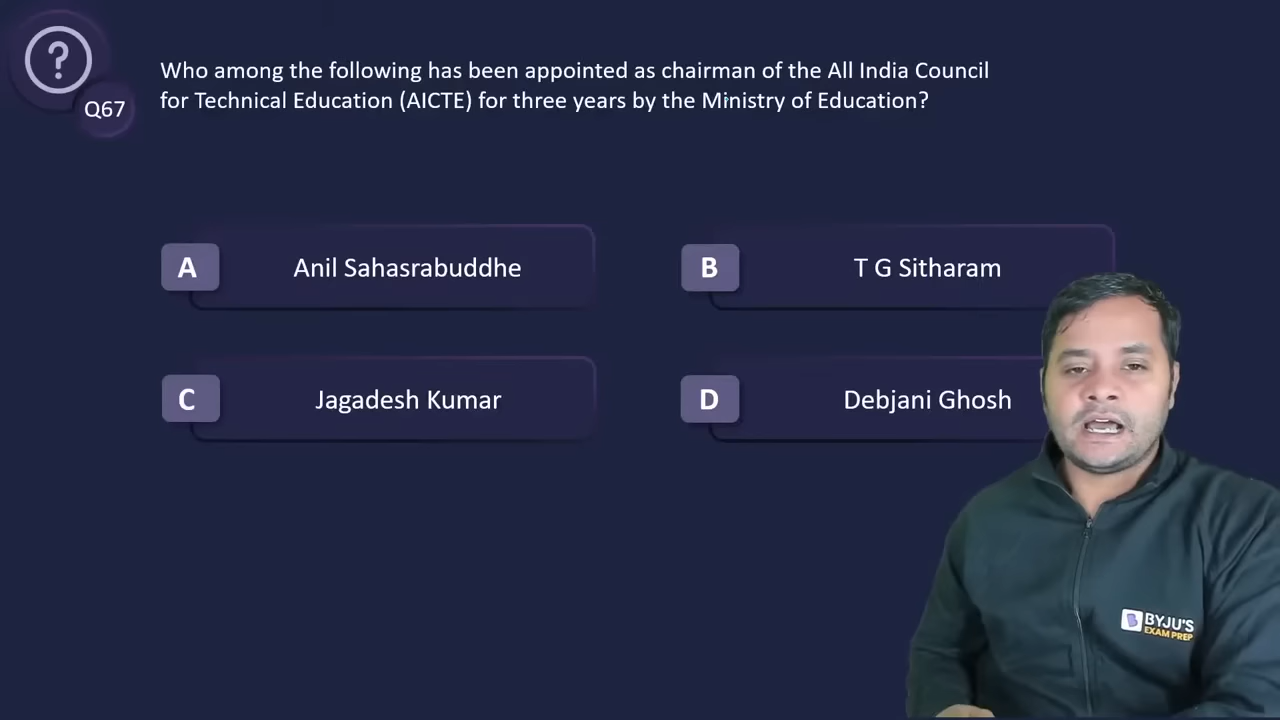 ?
Q67
Who among the following has been appointed as chairman of the All India Council
for Technical Education (AICTE) for three years by the Ministry of Education?
A Anil Sahasrabuddhe
B T G Sitharam
C Jagadesh Kumar
D Debjani Ghosh
B BYJU'S
EXAM PREP